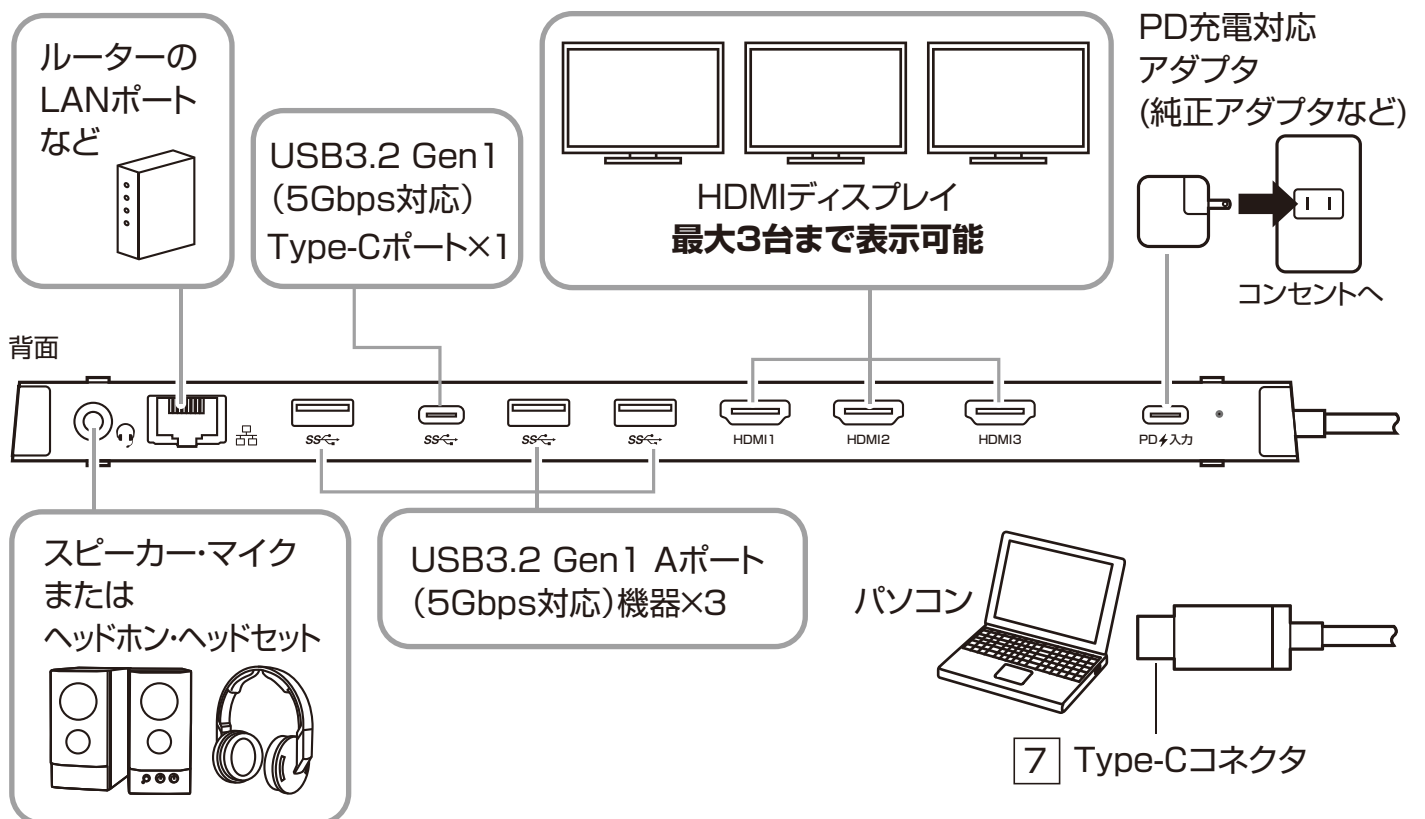 ルーターの
LANポート
など
USB3.2 Gen1
（5Gbps対応）
Type-Cポート×1
HDMIディスプレイ
最大3台まで表示可能
PD充電対応
アダプタ
(純正アダプタなど)
コンセントへ
背面
HDMI1
HDMI2
HDMI3
PD入力
スピーカー・マイク
または
ヘッドホン・ヘッドセット
USB3.2 Gen1 Aポート
（5Gbps対応）機器×3
パソコン
7 Type-Cコネクタ